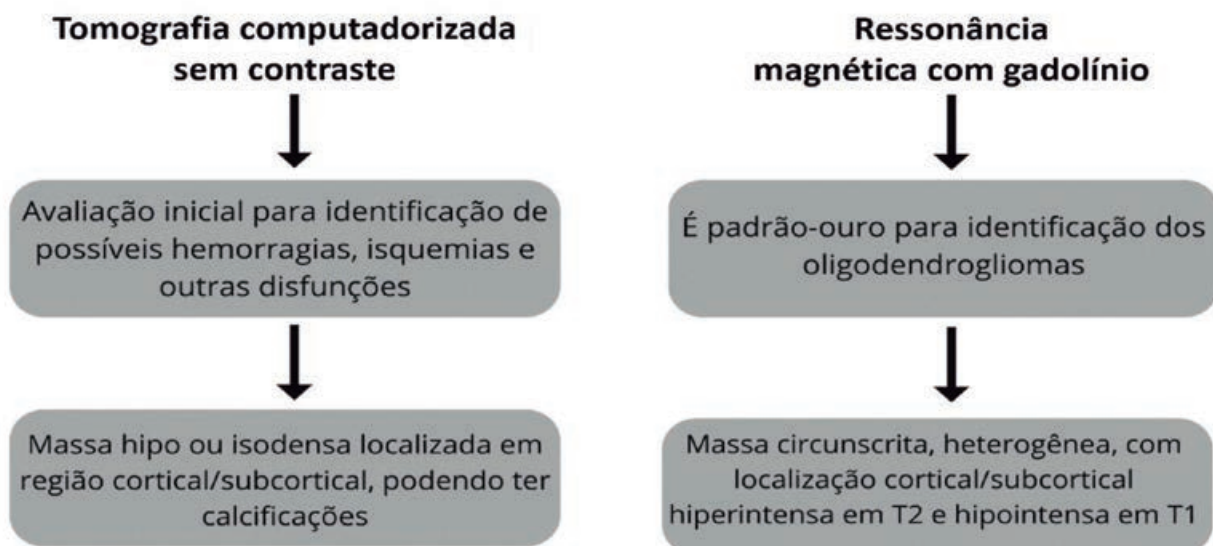 Tomografia computadorizada
sem contraste
Avaliação inicial para identificação de
possíveis hemorragias, isquemias e
outras disfunções
Massa hipo ou isodensa localizada em
região cortical/subcortical, podendo ter
calcificações
Ressonância
magnética com gadolínio
É padrão-ouro para identificação dos
oligodendrogliomas
Massa circunscrita, heterogênea, com
localização cortical/subcortical
hiperintensa em T2 e hipointensa em T1